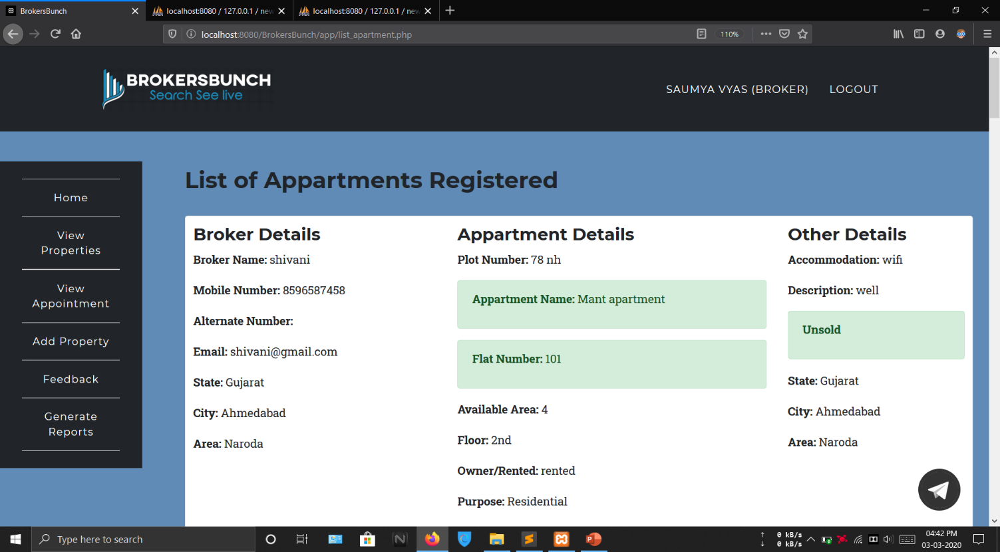 BrokersBunch
localhost:8080 / 127.0.0.1 / new
localhost:8080 / 127.0.0.1 / new
localhost:8080/BrokersBunch/app/list_apartment.php
110%
BROKERSBUNCH
Search See live
SAUMYA VYAS (BROKER)
LOGOUT
Home
View
Properties
View
Appointment
Add Property
Feedback
Generate
Reports
List of Appartments Registered
Broker Details
Broker Name: shivani
Mobile Number: 8596587458
Alternate Number:
Email: shivani@gmail.com
State: Gujarat
City: Ahmedabad
Area: Naroda
Appartment Details
Plot Number: 78 nh
Appartment Name: Mant apartment
Flat Number: 101
Available Area: 4
Floor: 2nd
Owner/Rented: rented
Purpose: Residential
Other Details
Accommodation: wifi
Description: well
Unsold
State: Gujarat
City: Ahmedabad
Area: Naroda
Type here to search
0 kB/s
0 kB/s
04:42 PM
03-03-2020